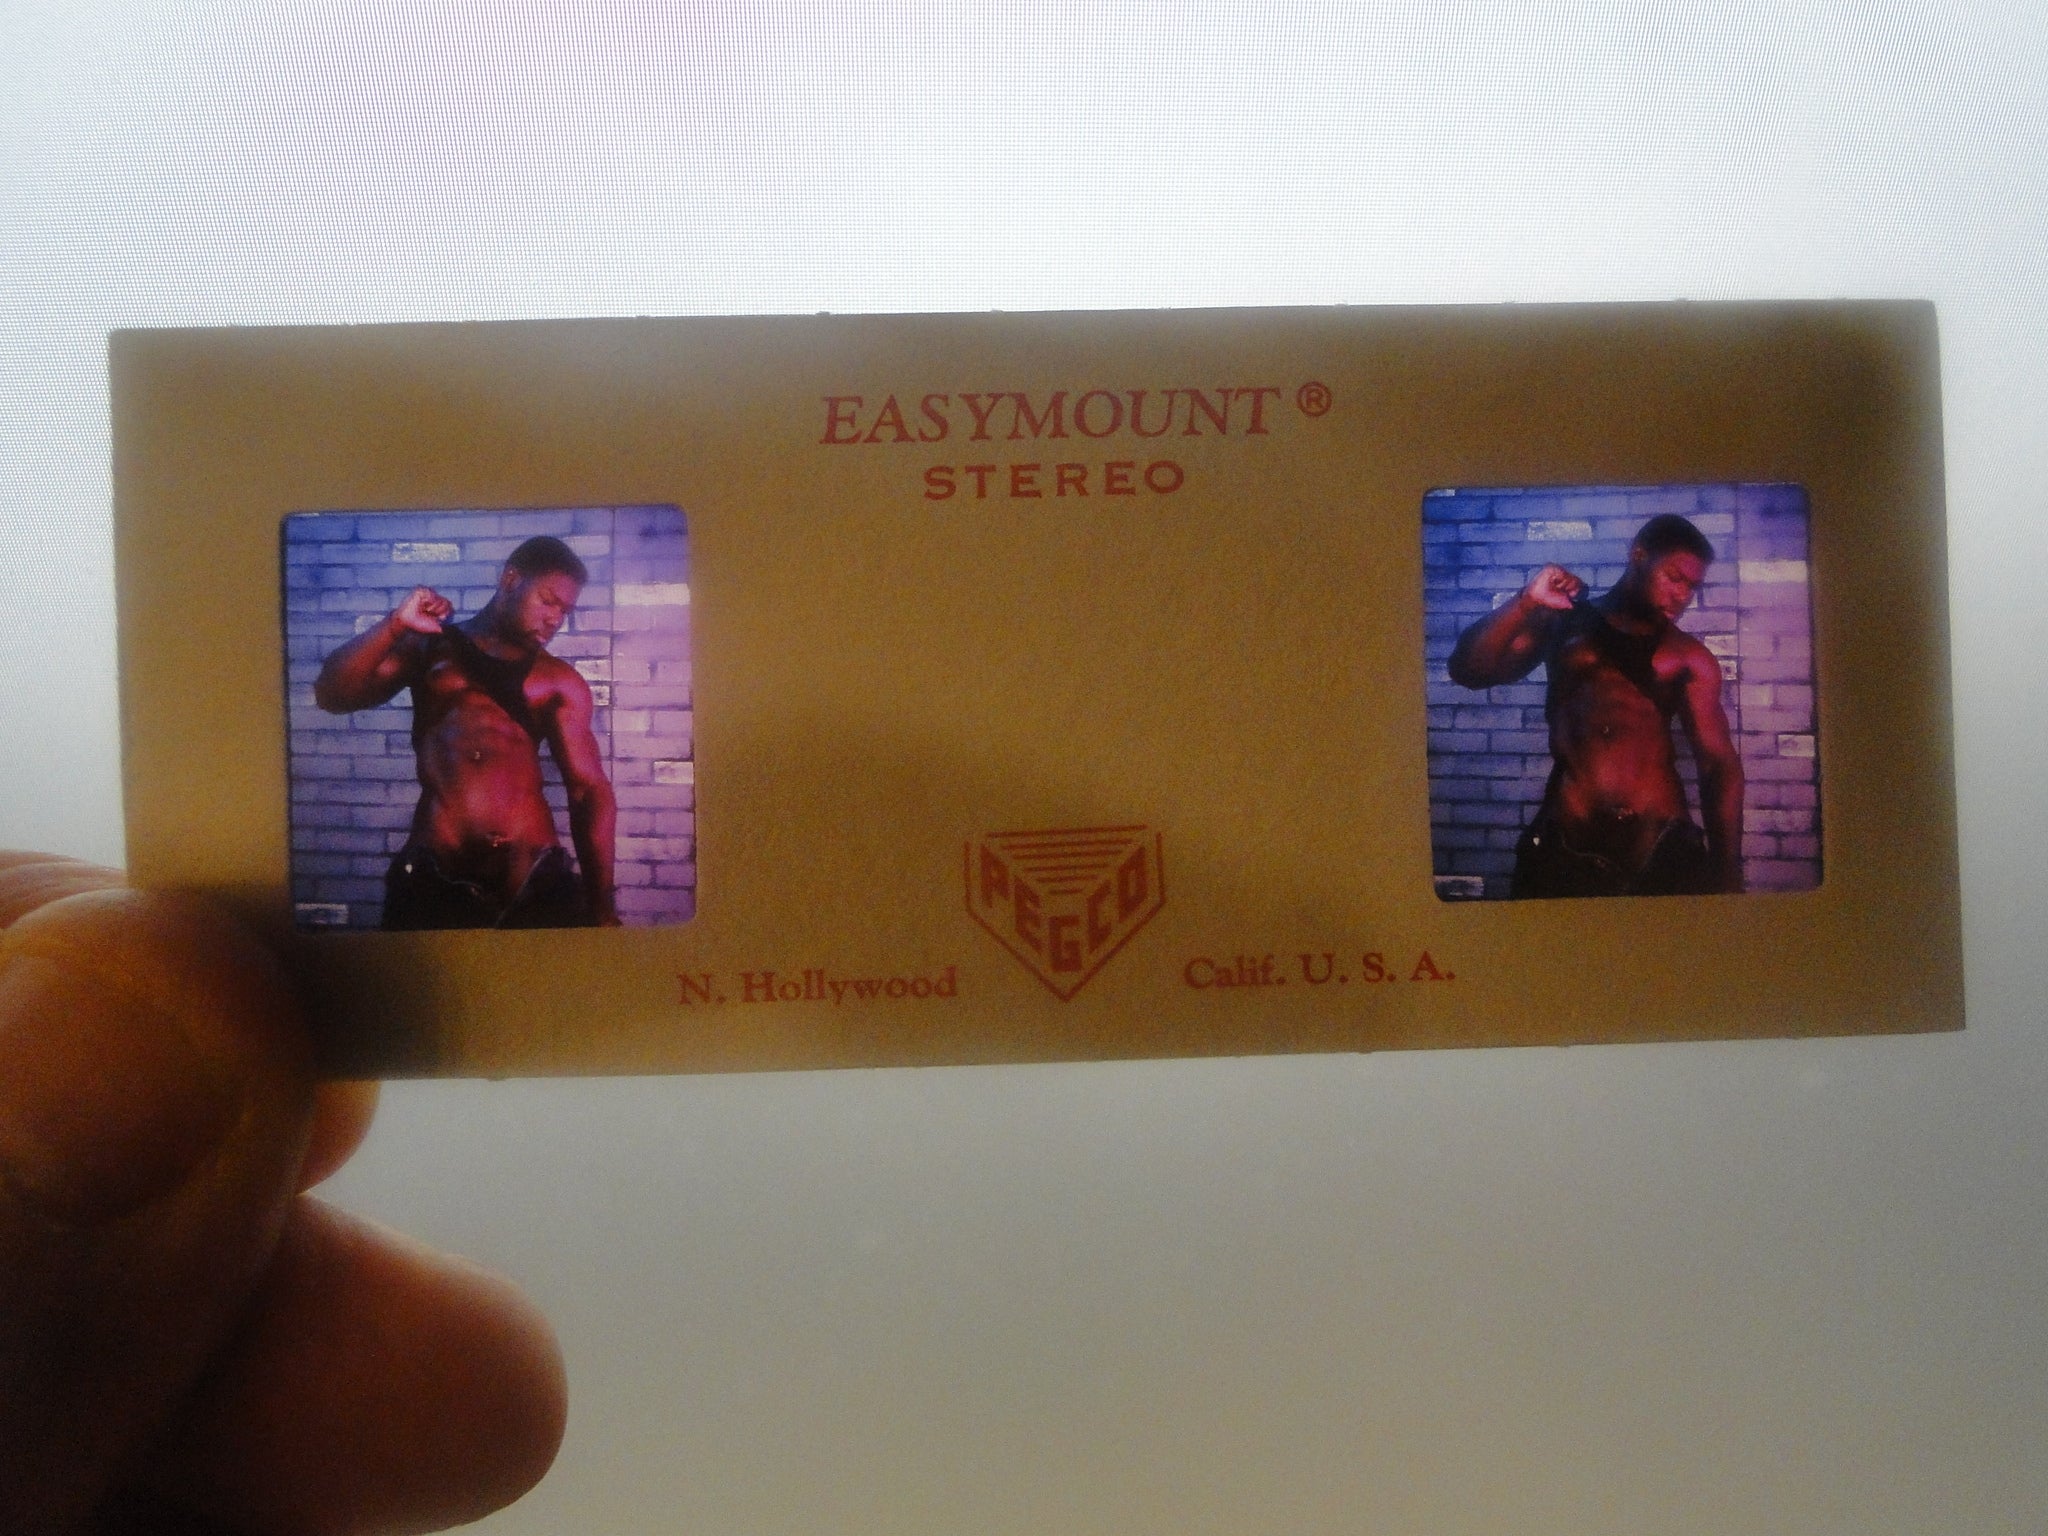 EASYMOUNT ®
STEREO
PEGCO
N. Hollywood Calif. U. S. A.